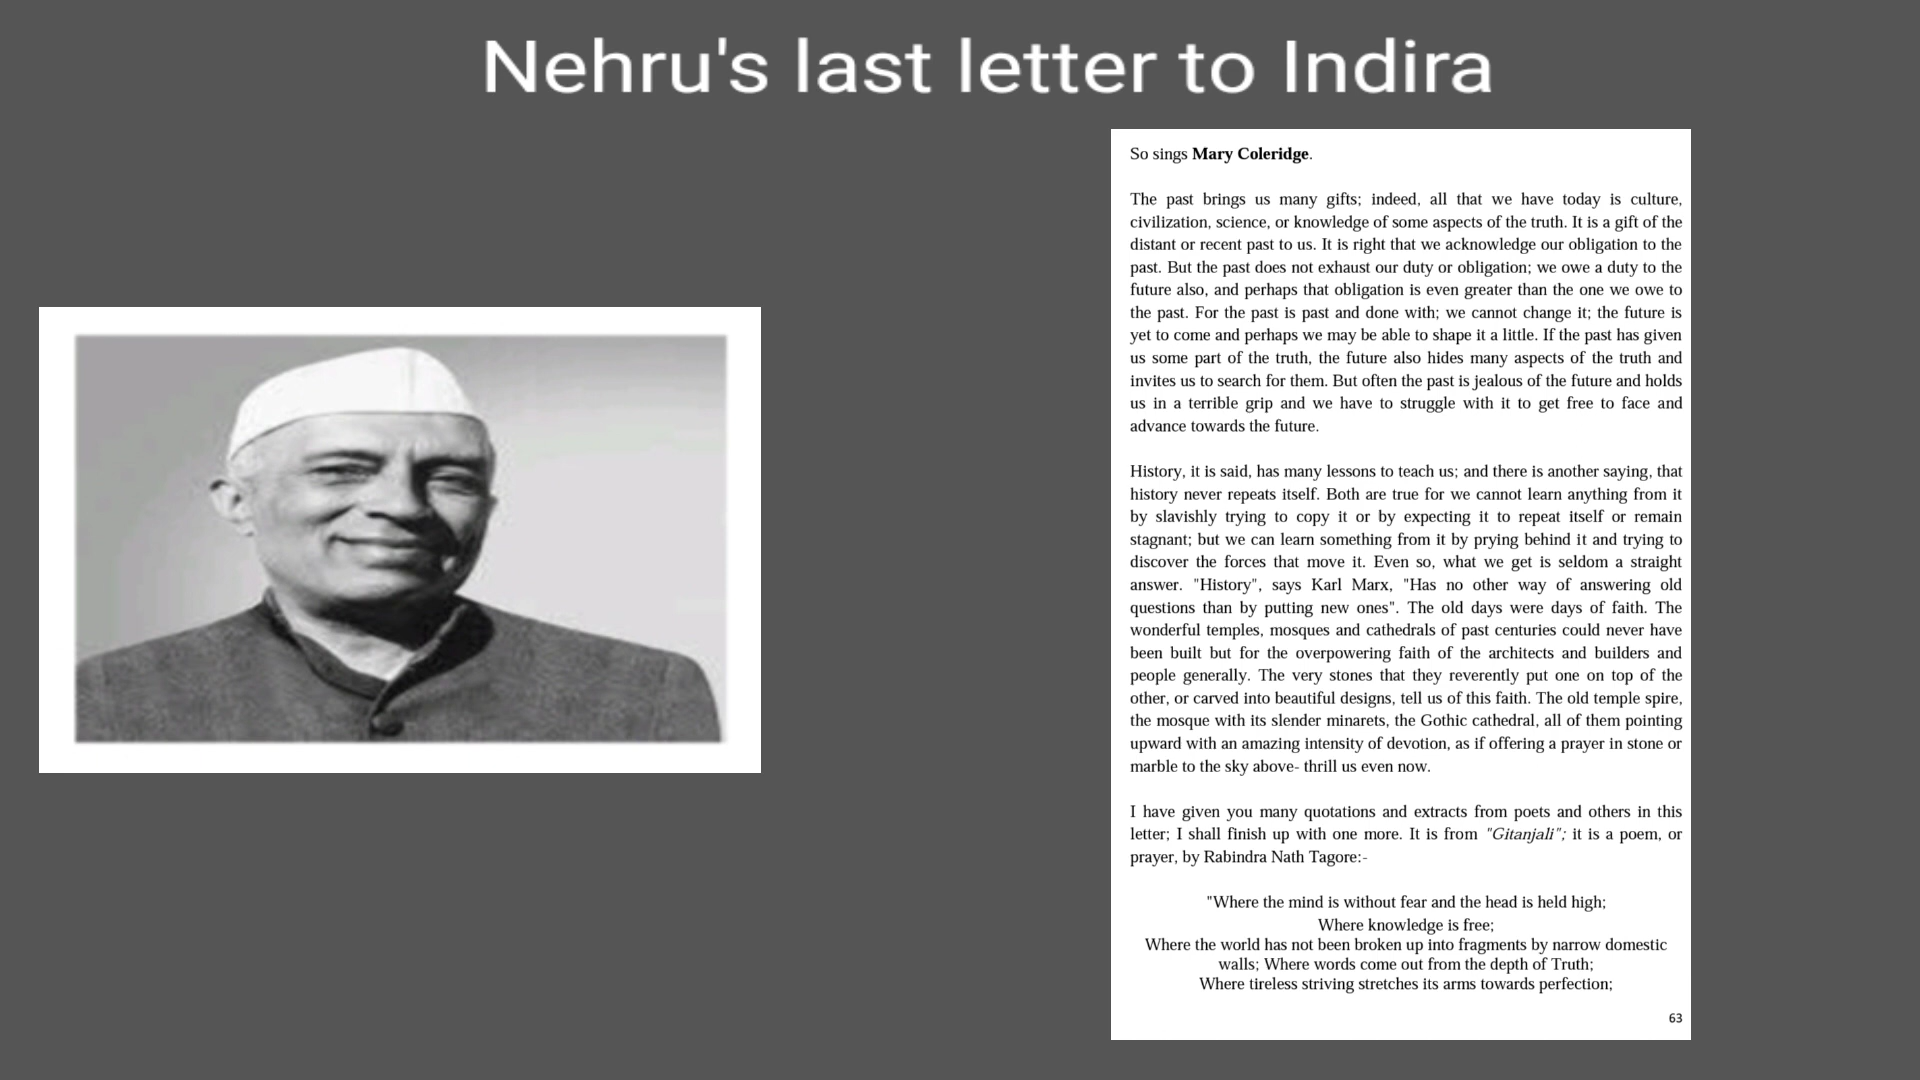 Nehru's last letter to Indira
So sings Mary Coleridge.
The past brings us many gifts; indeed, all that we have today is culture,
civilization, science, or knowledge of some aspects of the truth. It is a gift of the
distant or recent past to us. It is right that we acknowledge our obligation to the
past. But the past does not exhaust our duty or obligation; we owe a duty to the
future also, and perhaps that obligation is even greater than the one we owe to
the past. For the past is past and done with; we cannot change it; the future is
yet to come and perhaps we may be able to shape it a little. If the past has given
us some part of the truth, the future also hides many aspects of the truth and
invites us to search for them. But often the past is jealous of the future and holds
us in a terrible grip and we have to struggle with it to get free to face and
advance towards the future.
History, it is said, has many lessons to teach us; and there is another saying, that
history never repeats itself. Both are true for we cannot learn anything from it
by slavishly trying to copy it or by expecting it to repeat itself or remain
stagnant; but we can learn something from it by prying behind it and trying to
discover the forces that move it. Even so, what we get is seldom a straight
answer. "History", says Karl Marx, "Has no other way of answering old
questions than by putting new ones". The old days were days of faith. The
wonderful temples, mosques and cathedrals of past centuries could never have
been built but for the overpowering faith of the architects and builders and
people generally. The very stones that they reverently put one on top of the
other, or carved into beautiful designs, tell us of this faith. The old temple spire,
the mosque with its slender minarets, the Gothic cathedral, all of them pointing
upward with an amazing intensity of devotion, as if offering a prayer in stone or
marble to the sky above- thrill us even now.
I have given you many quotations and extracts from poets and others in this
letter; I shall finish up with one more. It is from "Gitanjali"; it is a poem, or
prayer, by Rabindra Nath Tagore:-
"Where the mind is without fear and the head is held high;
Where knowledge is free;
Where the world has not been broken up into fragments by narrow domestic
walls; Where words come out from the depth of Truth;
Where tireless striving stretches its arms towards perfection;
63